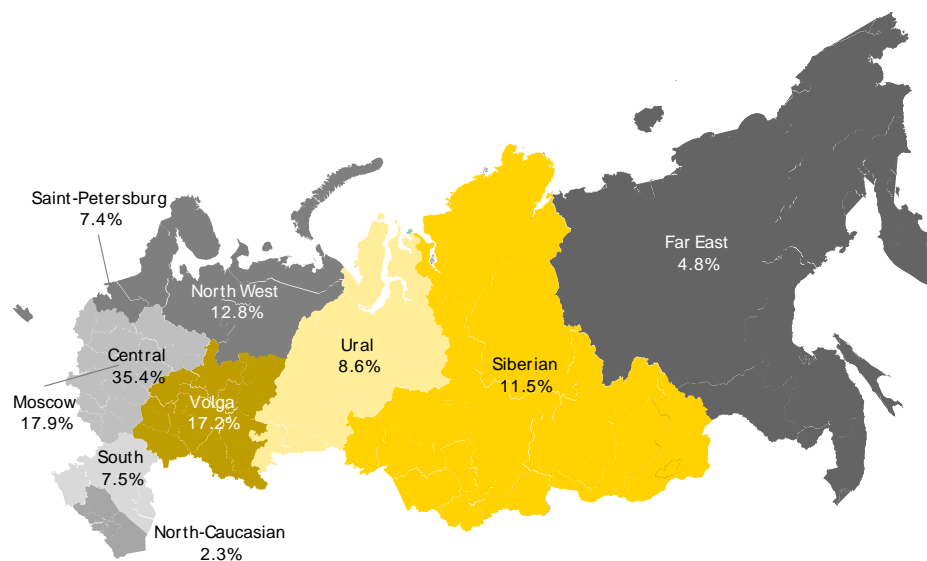 Saint-Petersburg
7.4%
Far East
4.8%
North West
12.8%
Ural
8.6%
Central
35.4%
Siberian
11.5%
Moscow
17.9%
Volga
17.2%
South
7.5%
North-Caucasian
2.3%